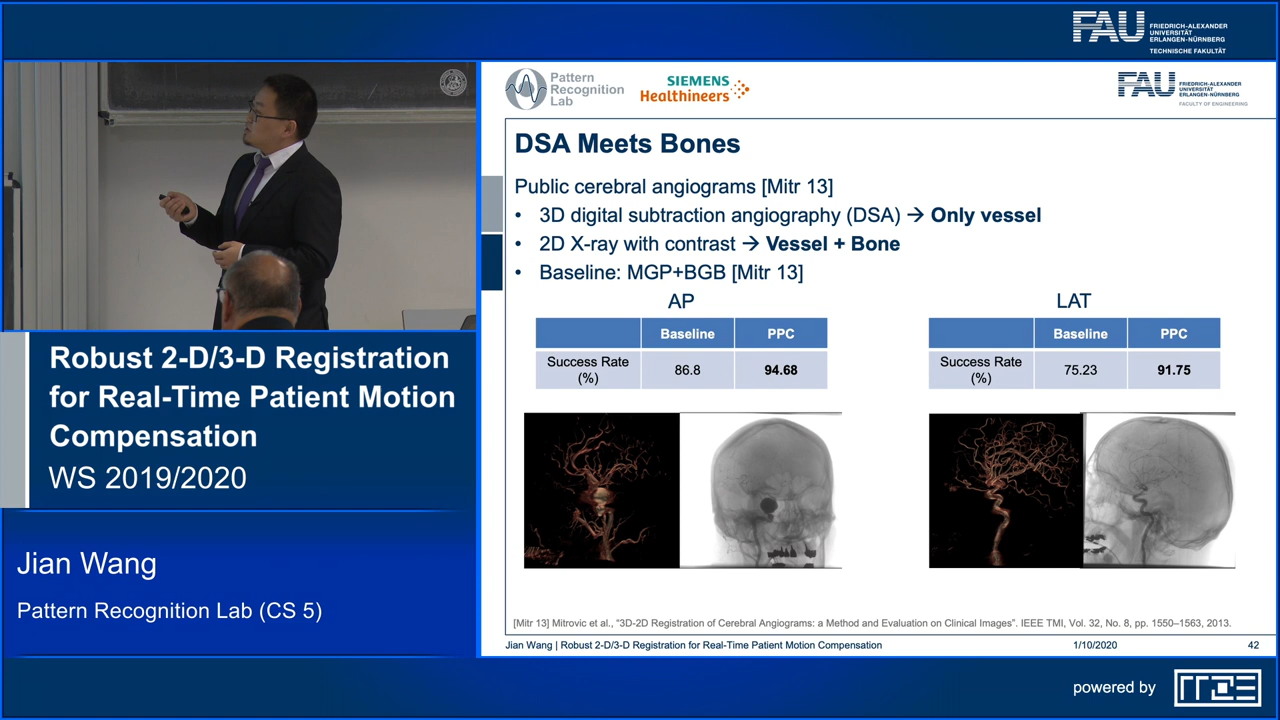 FAU
FRIEDRICH-ALEXANDER
UNIVERSITÄT
ERLANGEN-NÜRNBERG
TECHNISCHE FAKULTÄT
Pattern
Recognition
Lab
SIEMENS
Healthineers
FAU
FRIEDRICH-ALEXANDER
UNIVERSITÄT
ERLANGEN-NÜRNBERG
FACULTY OF ENGINEERING
DSA Meets Bones
Public cerebral angiograms [Mitr 13]
• 3D digital subtraction angiography (DSA) → Only vessel
• 2D X-ray with contrast → Vessel + Bone
• Baseline: MGP+BGB [Mitr 13]
AP
Baseline PPC
Success Rate (%) 86.8 94.68
LAT
Baseline PPC
Success Rate (%) 75.23 91.75
[Mitr 13] Mitrovic et al., “3D-2D Registration of Cerebral Angiograms: a Method and Evaluation on Clinical Images”. IEEE TMI, Vol. 32, No. 8, pp. 1550–1563, 2013.
Jian Wang | Robust 2-D/3-D Registration for Real-Time Patient Motion Compensation 1/10/2020 42
Robust 2-D/3-D Registration
for Real-Time Patient Motion
Compensation
WS 2019/2020
Jian Wang
Pattern Recognition Lab (CS 5)
powered by